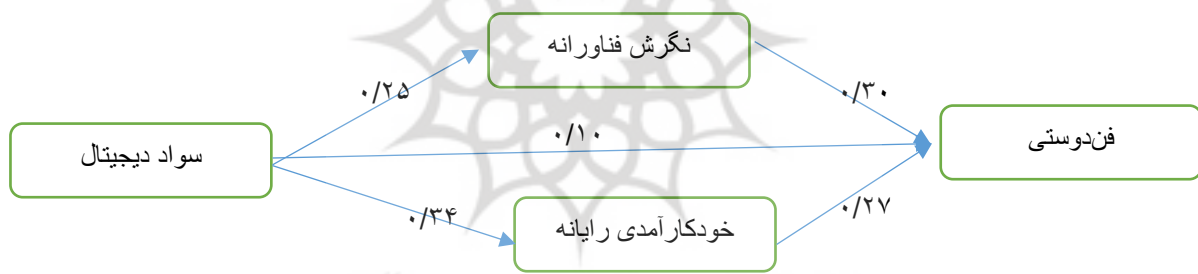 نگرش فناورانه
۰/۲۵
۰/۳۰
فن‌دوستی
۰/۱۰
سواد دیجیتال
۰/۳۴
خودکارآمدی رایانه
۰/۲۷